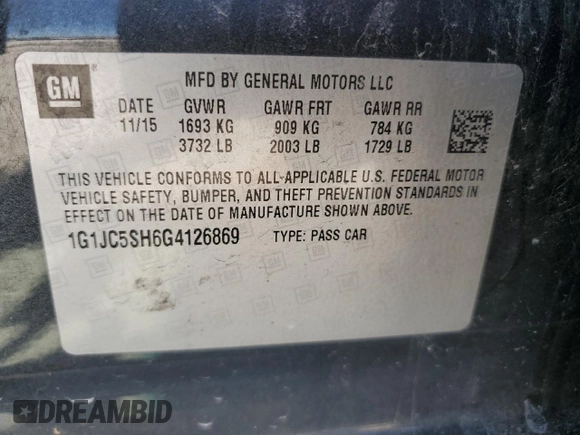 GM
MFD BY GENERAL MOTORS LLC
DATE GVWR GAWR FRT GAWR RR
11/15 1693 KG 909 KG 784 KG
3732 LB 2003 LB 1729 LB
THIS VEHICLE CONFORMS TO ALL-APPLICABLE U.S. FEDERAL MOTOR
VEHICLE SAFETY, BUMPER, AND THEFT PREVENTION STANDARDS IN
EFFECT ON THE DATE OF MANUFACTURE SHOWN ABOVE.
1G1JC5SH6G4126869 TYPE: PASS CAR
DREAMBID